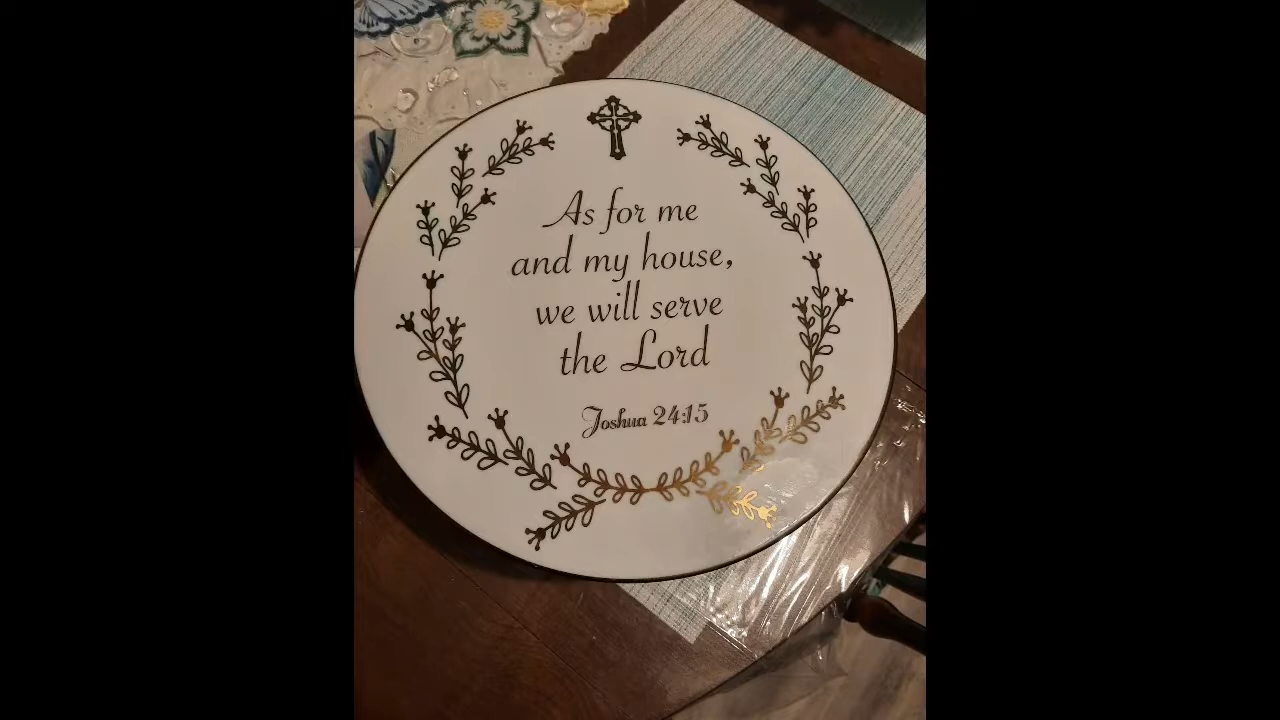 As for me
and my house,
we will serve
the Lord
Joshua 24:15